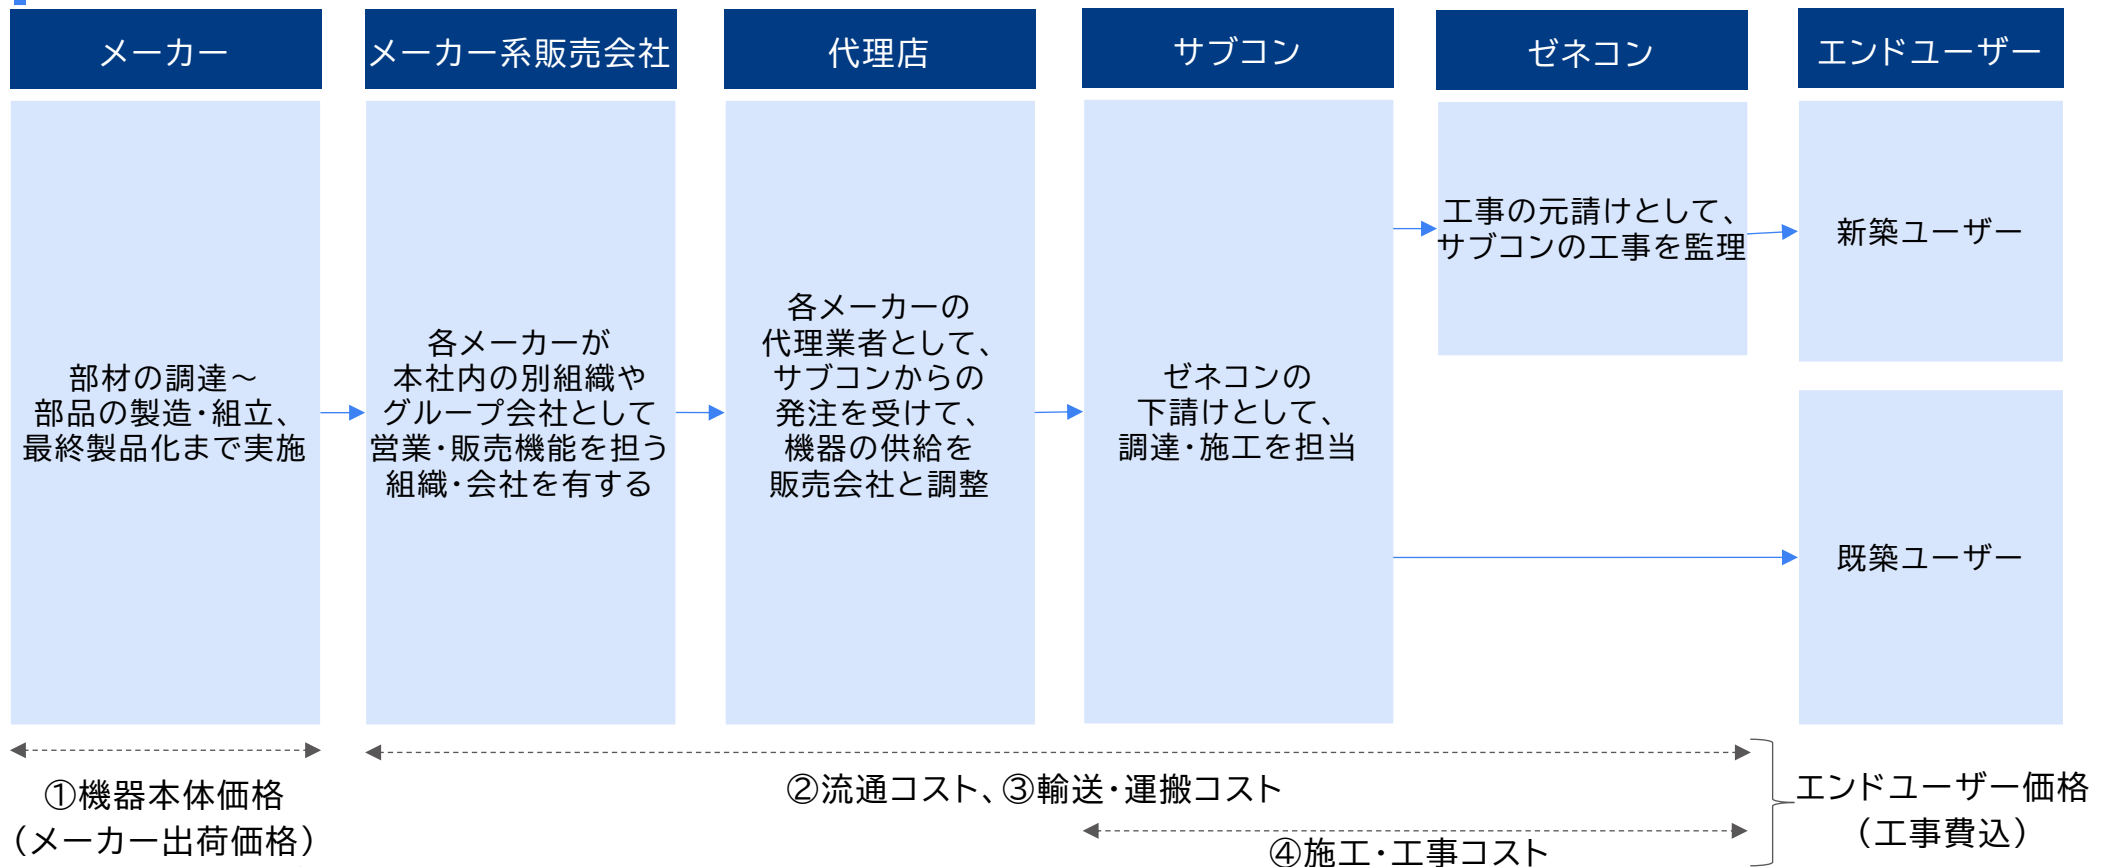 メーカー
メーカー系販売会社
代理店
サブコン
ゼネコン
エンドユーザー
部材の調達～
部品の製造・組立、
最終製品化まで実施
各メーカーが
本社内の別組織や
グループ会社として
営業・販売機能を担う
組織・会社を有する
各メーカーの
代理業者として、
サブコンからの
発注を受けて、
機器の供給を
販売会社と調整
ゼネコンの
下請けとして、
調達・施工を担当
工事の元請けとして、
サブコンの工事を監理
新築ユーザー
既築ユーザー
①機器本体価格
（メーカー出荷価格）
②流通コスト、③輸送・運搬コスト
④施工・工事コスト
エンドユーザー価格
（工事費込）